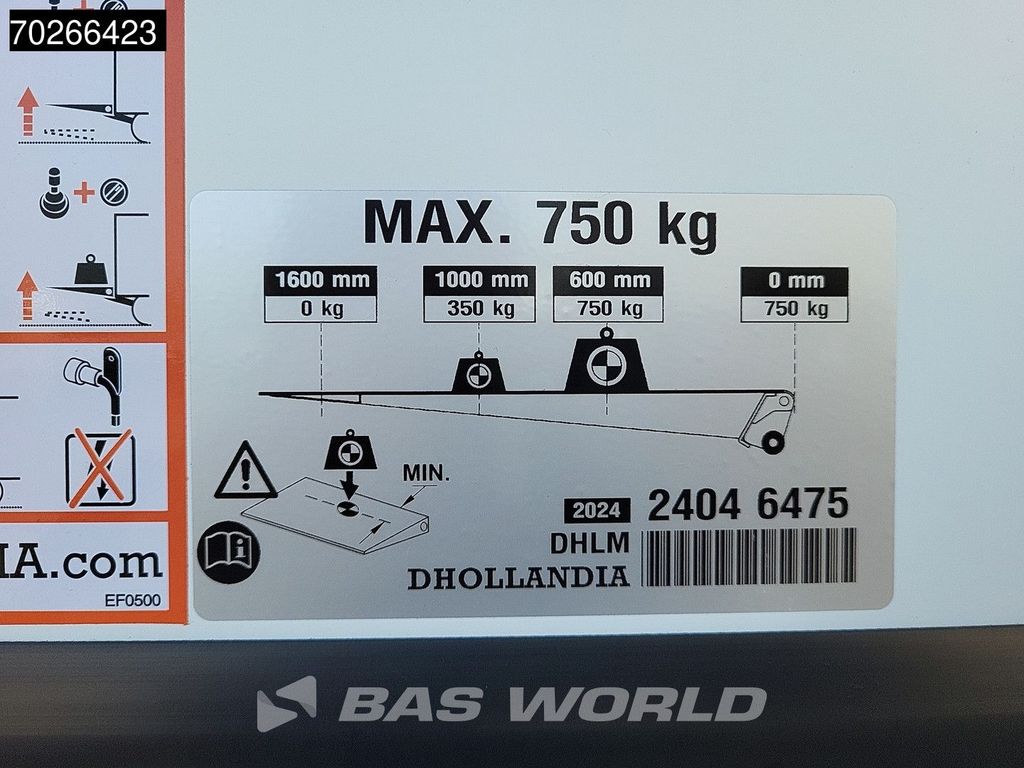 70266423
MAX. 750 kg
1600 mm 1000 mm 600 mm 0 mm
0 kg 350 kg 750 kg 750 kg
MIN.
2024 2404 6475
DHLM
DHOLLANDIA
IA.com
EF0500
BAS WORLD